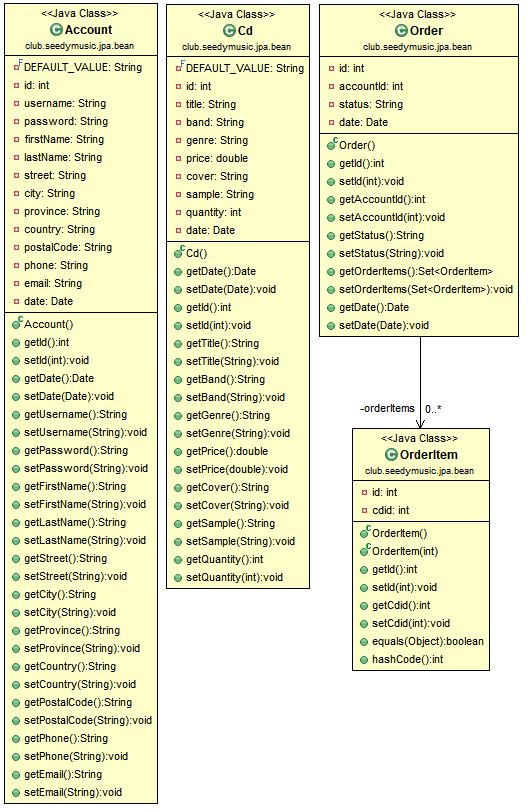 <<Java Class>>
Account
club.seedymusic.jpa.bean
DEFAULT_VALUE: String
id: int
username: String
password: String
firstName: String
lastName: String
street: String
city: String
province: String
country: String
postalCode: String
phone: String
email: String
date: Date
Account()
getId():int
setId(int):void
getDate():Date
setDate(Date):void
getUsername():String
setUsername(String):void
getPassword():String
setPassword(String):void
getFirstName():String
setFirstName(String):void
getLastName():String
setLastName(String):void
getStreet():String
setStreet(String):void
getCity():String
setCity(String):void
getProvince():String
setProvince(String):void
getCountry():String
setCountry(String):void
getPostalCode():String
setPostalCode(String):void
getPhone():String
setPhone(String):void
getEmail():String
setEmail(String):void
<<Java Class>>
Cd
club.seedymusic.jpa.bean
DEFAULT_VALUE: String
id: int
title: String
band: String
genre: String
price: double
cover: String
sample: String
quantity: int
date: Date
Cd()
getDate():Date
setDate(Date):void
getId():int
setId(int):void
getTitle():String
setTitle(String):void
getBand():String
setBand(String):void
getGenre():String
setGenre(String):void
getPrice():double
setPrice(double):void
getCover():String
setCover(String):void
getSample():String
setSample(String):void
getQuantity():int
setQuantity(int):void
<<Java Class>>
Order
club.seedymusic.jpa.bean
id: int
accountId: int
status: String
date: Date
Order()
getId():int
setId(int):void
getAccountId():int
setAccountId(int):void
getStatus():String
setStatus(String):void
getOrderItems():Set<OrderItem>
setOrderItems(Set<OrderItem>):void
getDate():Date
setDate(Date):void
-orderItems 0..*
<<Java Class>>
OrderItem
club.seedymusic.jpa.bean
id: int
cdid: int
OrderItem()
OrderItem(int)
getId():int
setId(int):void
getCdid():int
setCdid(int):void
equals(Object):boolean
hashCode():int